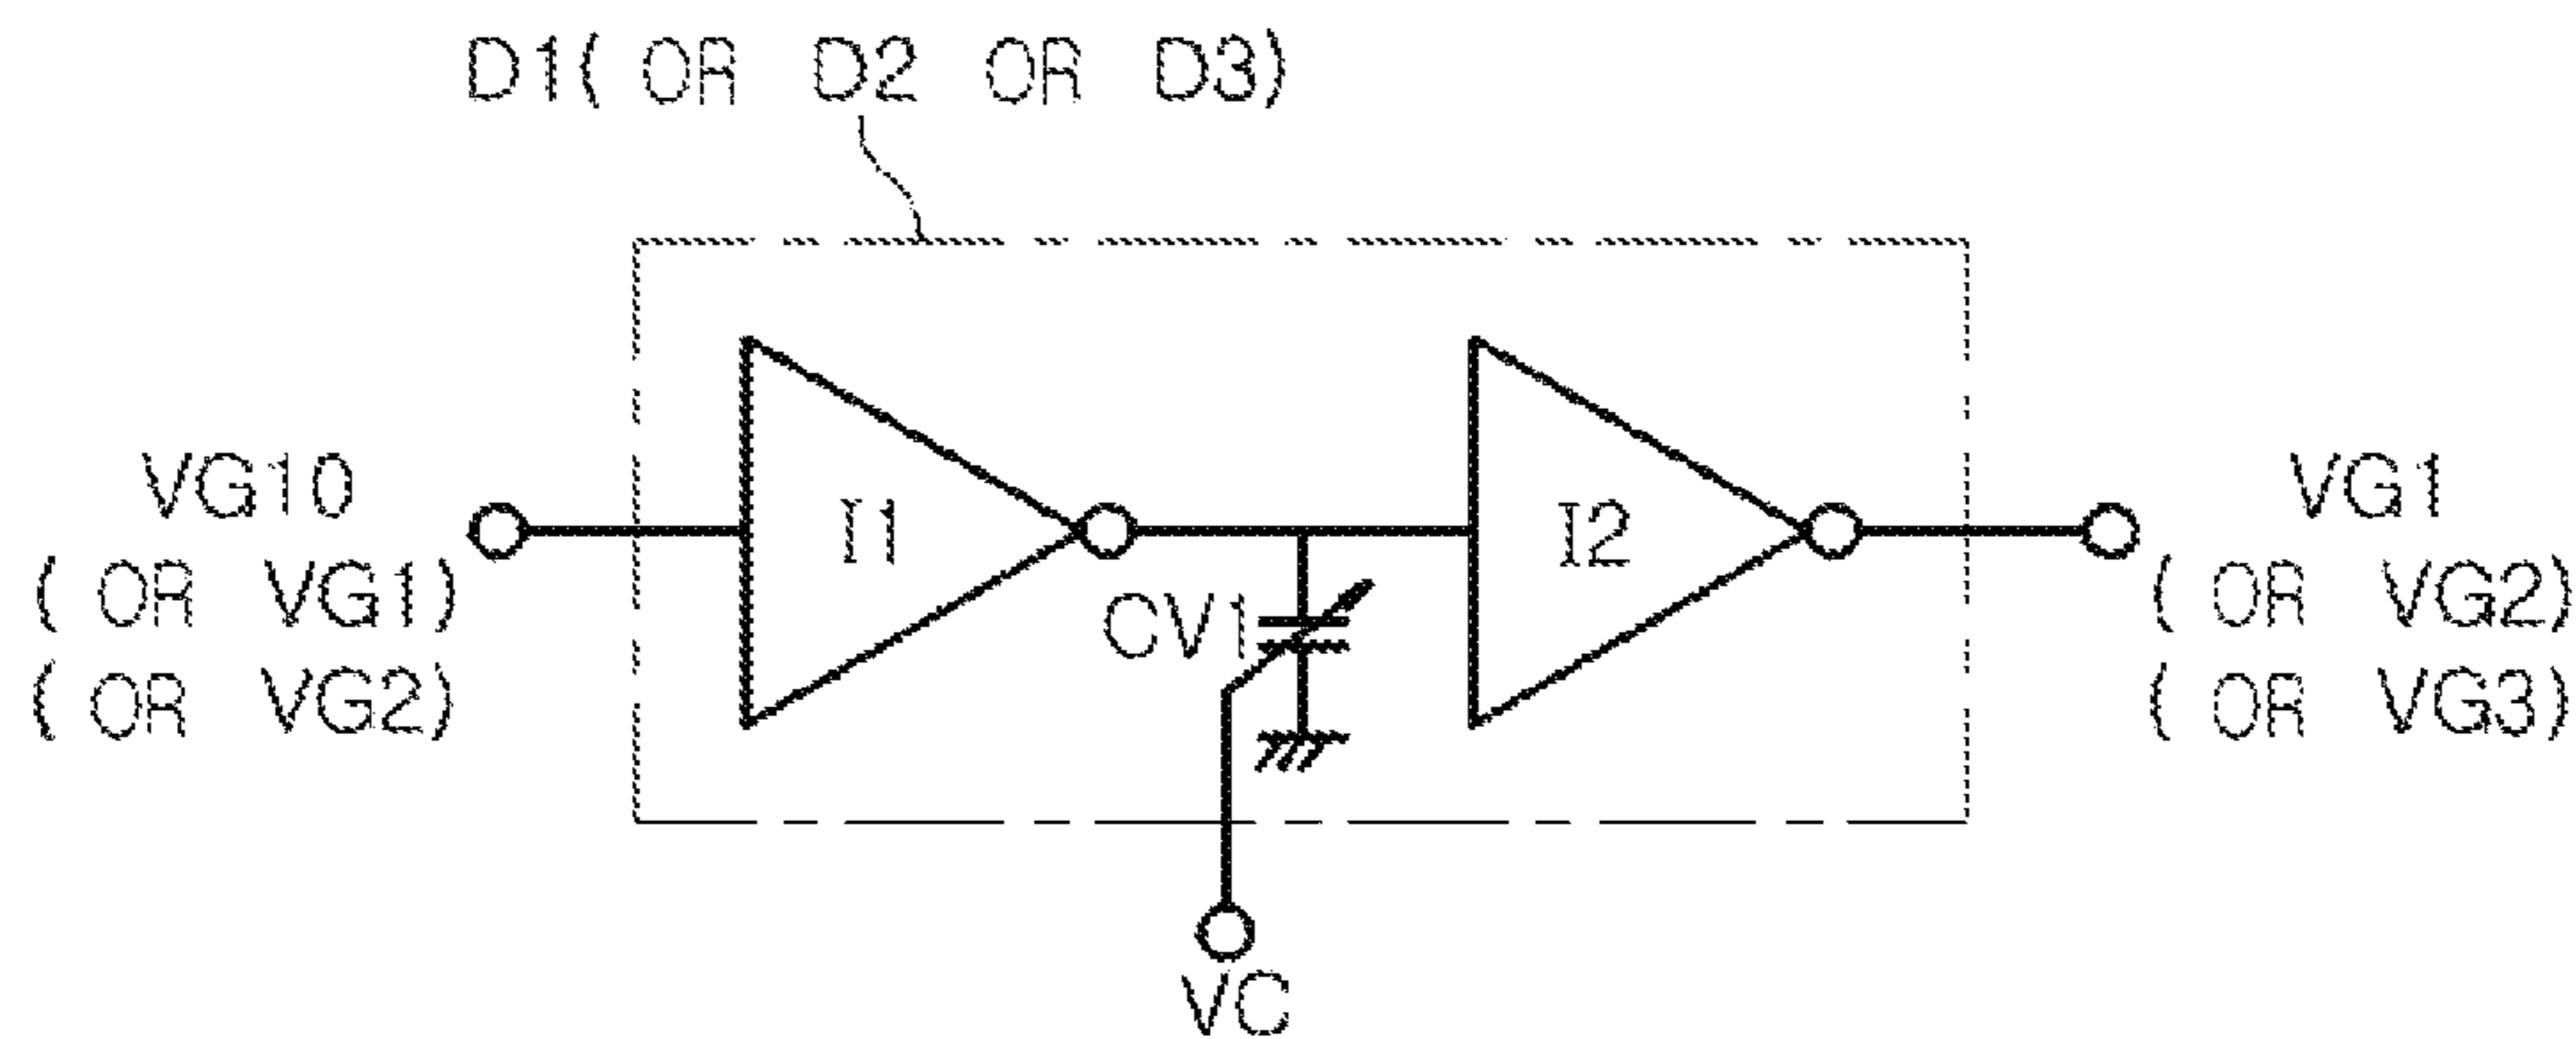 D1( OR D2 OR D3)
VG10
( OR VG1)
( OR VG2)
I1
CV1
I2
VG1
( OR VG2)
( OR VG3)
VC